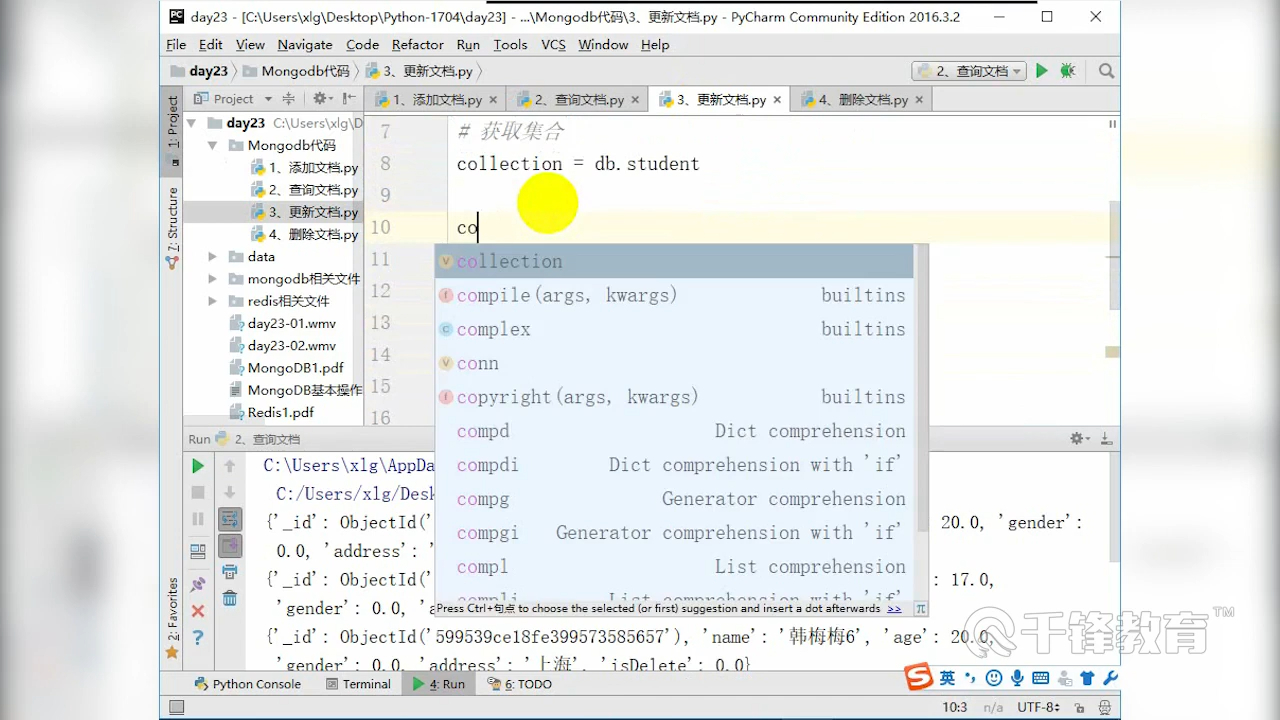 day23 - [C:\Users\xlg\Desktop\Python-1704\day23] - ...\Mongodb代码\3、更新文档.py - PyCharm Community Edition 2016.3.2
File Edit View Navigate Code Refactor Run Tools VCS Window Help
day23 Mongodb代码 3、更新文档.py 2、查询文档
1: Project
7: Structure
2: Favorites
Project
1、添加文档.py 2、查询文档.py 3、更新文档.py 4、删除文档.py
day23 C:\Users\xlg\D
Mongodb代码
1、添加文档.py
2、查询文档.py
3、更新文档.py
4、删除文档.py
data
mongodb相关文件
redis相关文件
day23-01.wmv
day23-02.wmv
MongoDB1.pdf
MongoDB基本操作
Redis1.pdf
7 # 获取集合
8 collection = db.student
9
10 co
11
12
13
14
15
16
collection
compile(args, kwargs) builtins
complex builtins
conn
copyright(args, kwargs) builtins
compd Dict comprehension
compdi Dict comprehension with 'if'
compg Generator comprehension
compgi Generator comprehension with 'if'
compl List comprehension
compli List comprehension with 'if'
Press Ctrl+句点 to choose the selected (or first) suggestion and insert a dot afterwards >> π
Run 2、查询文档
C:\Users\xlg\AppDa
C:/Users/xlg/Desk
{'_id': ObjectId(' 20.0, 'gender':
0.0, 'address': '
{'_id': ObjectId(' : 17.0,
'gender': 0.0, 'a
{'_id': ObjectId('599539ce18fe399573585657'), 'name': '韩梅梅6', 'age': 20.0,
'gender': 0.0, 'address': '上海', 'isDelete': 0.0}
千锋教育™
Python Console Terminal 4: Run 6: TODO
S 英
10:3 n/a UTF-8